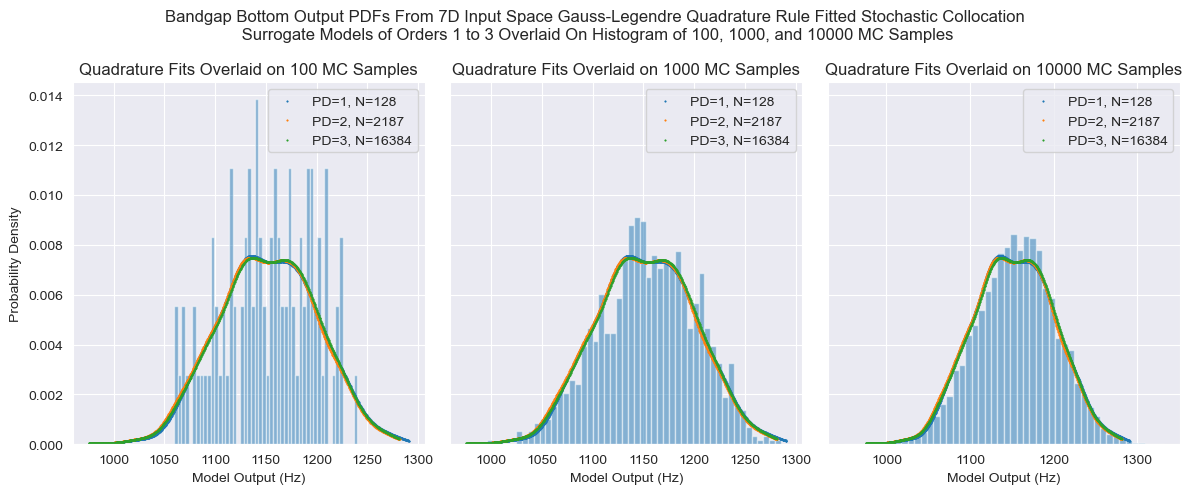 Bandgap Bottom Output PDFs From 7D Input Space Gauss-Legendre Quadrature Rule Fitted Stochastic Collocation
Surrogate Models of Orders 1 to 3 Overlaid On Histogram of 100, 1000, and 10000 MC Samples
Quadrature Fits Overlaid on 100 MC Samples
Probability Density
0.014
0.012
0.010
0.008
0.006
0.004
0.002
0.000
PD=1, N=128
PD=2, N=2187
PD=3, N=16384
1000 1050 1100 1150 1200 1250 1300
Model Output (Hz)
Quadrature Fits Overlaid on 1000 MC Samples
PD=1, N=128
PD=2, N=2187
PD=3, N=16384
1000 1050 1100 1150 1200 1250 1300
Model Output (Hz)
Quadrature Fits Overlaid on 10000 MC Samples
PD=1, N=128
PD=2, N=2187
PD=3, N=16384
1000 1100 1200 1300
Model Output (Hz)